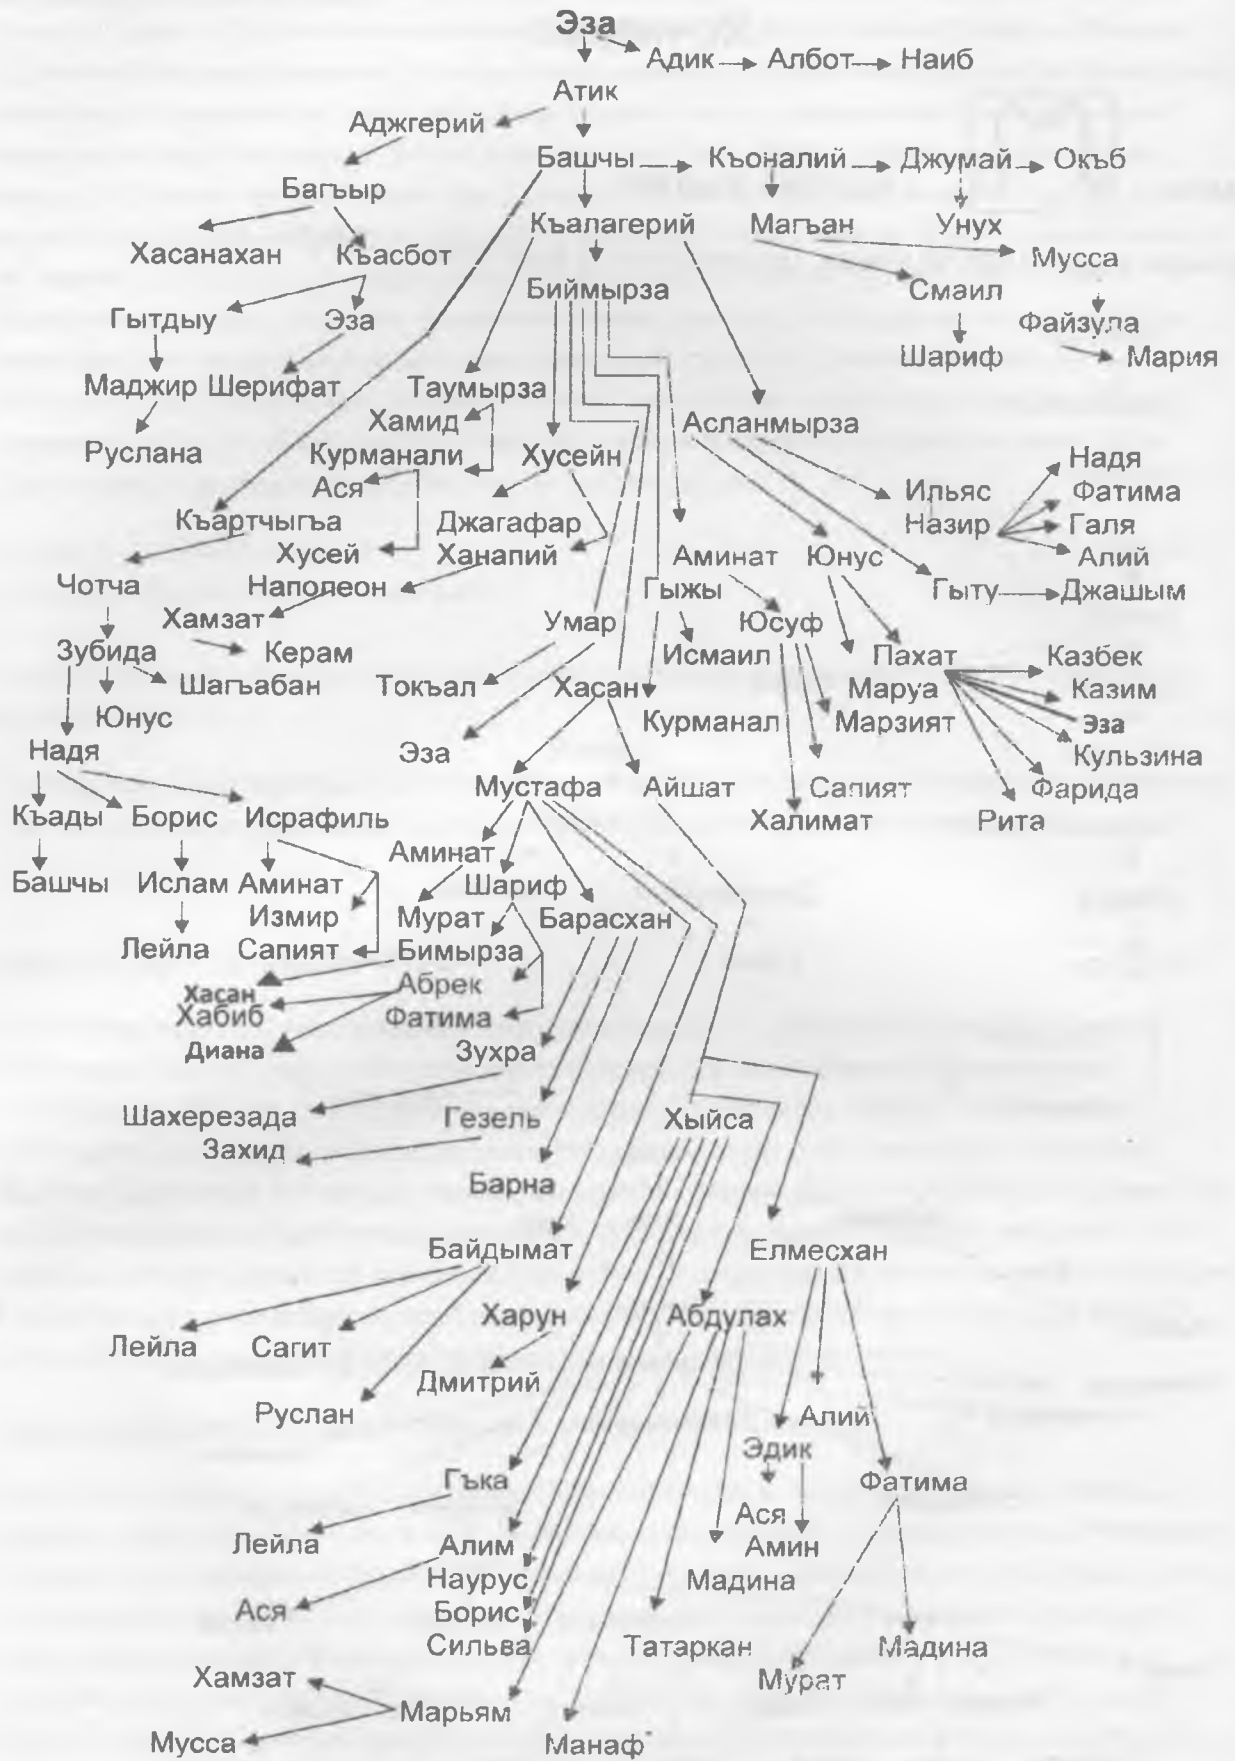 Эза
Адик Албот Наиб
Атик
Аджгерий
Башчы Къоналий Джумай Окъб
Багъыр
Къалагерий Магъан Унух
Хасанахан Къасбот Мусса
Биймырза Смаил
Гытдыу Эза Файзула
Шариф Мария
Маджир Шерифат Таумырза
Хамид Асланмырза
Руслана Курманали Хусейн Надя
Ася Ильяс Фатима
Къартчыгъа Джагафар Назир Галя
Хусей Ханапий Аминат Юнус Алий
Чотча Наполеон Гыжы Гыту Джашым
Хамзат Умар Юсуф
Зубида Керам Исмаил Пахат Казбек
Шагъабан Токъал Хасан Маруа Казим
Юнус Курманал Марзият Эза
Надя Эза Кульзина
Мустафа Айшат Сапият Фарида
Къады Борис Исрафиль Халимат Рита
Аминат
Башчы Ислам Аминат Шариф
Измир Мурат Барасхан
Лейла Сапият Бимырза
Хасан Абрек
Хабиб Фатима
Диана Зухра
Шахерезада Гезель Хыйса
Захид
Барна
Байдымат Елмесхан
Харун Абдулах
Лейла Сагит
Дмитрий
Руслан Алий
Эдик
Гъка Фатима
Ася
Лейла Алим Амин
Наурус Мадина
Ася Борис
Сильва Татаркан Мадина
Хамзат Мурат
Марьям
Мусса Манаф